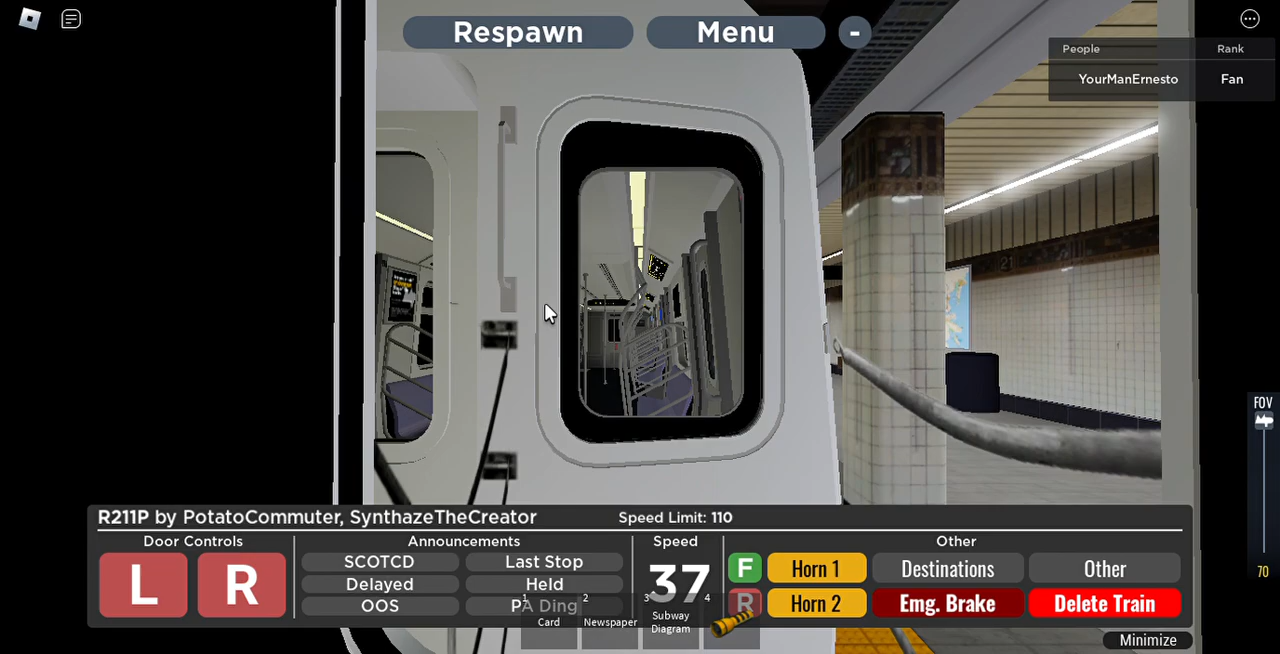 Respawn
Menu
-
People Rank
YourManErnesto Fan
FOV
70
R211P by PotatoCommuter, SynthazeTheCreator
Speed Limit: 110
Door Controls
L R
Announcements
SCOTCD Last Stop
Delayed Held
OOS PA Ding
Speed
37
Other
F Horn 1 Destinations Other
R Horn 2 Emg. Brake Delete Train
1 2 3 4
Card Newspaper Subway
Diagram
Minimize